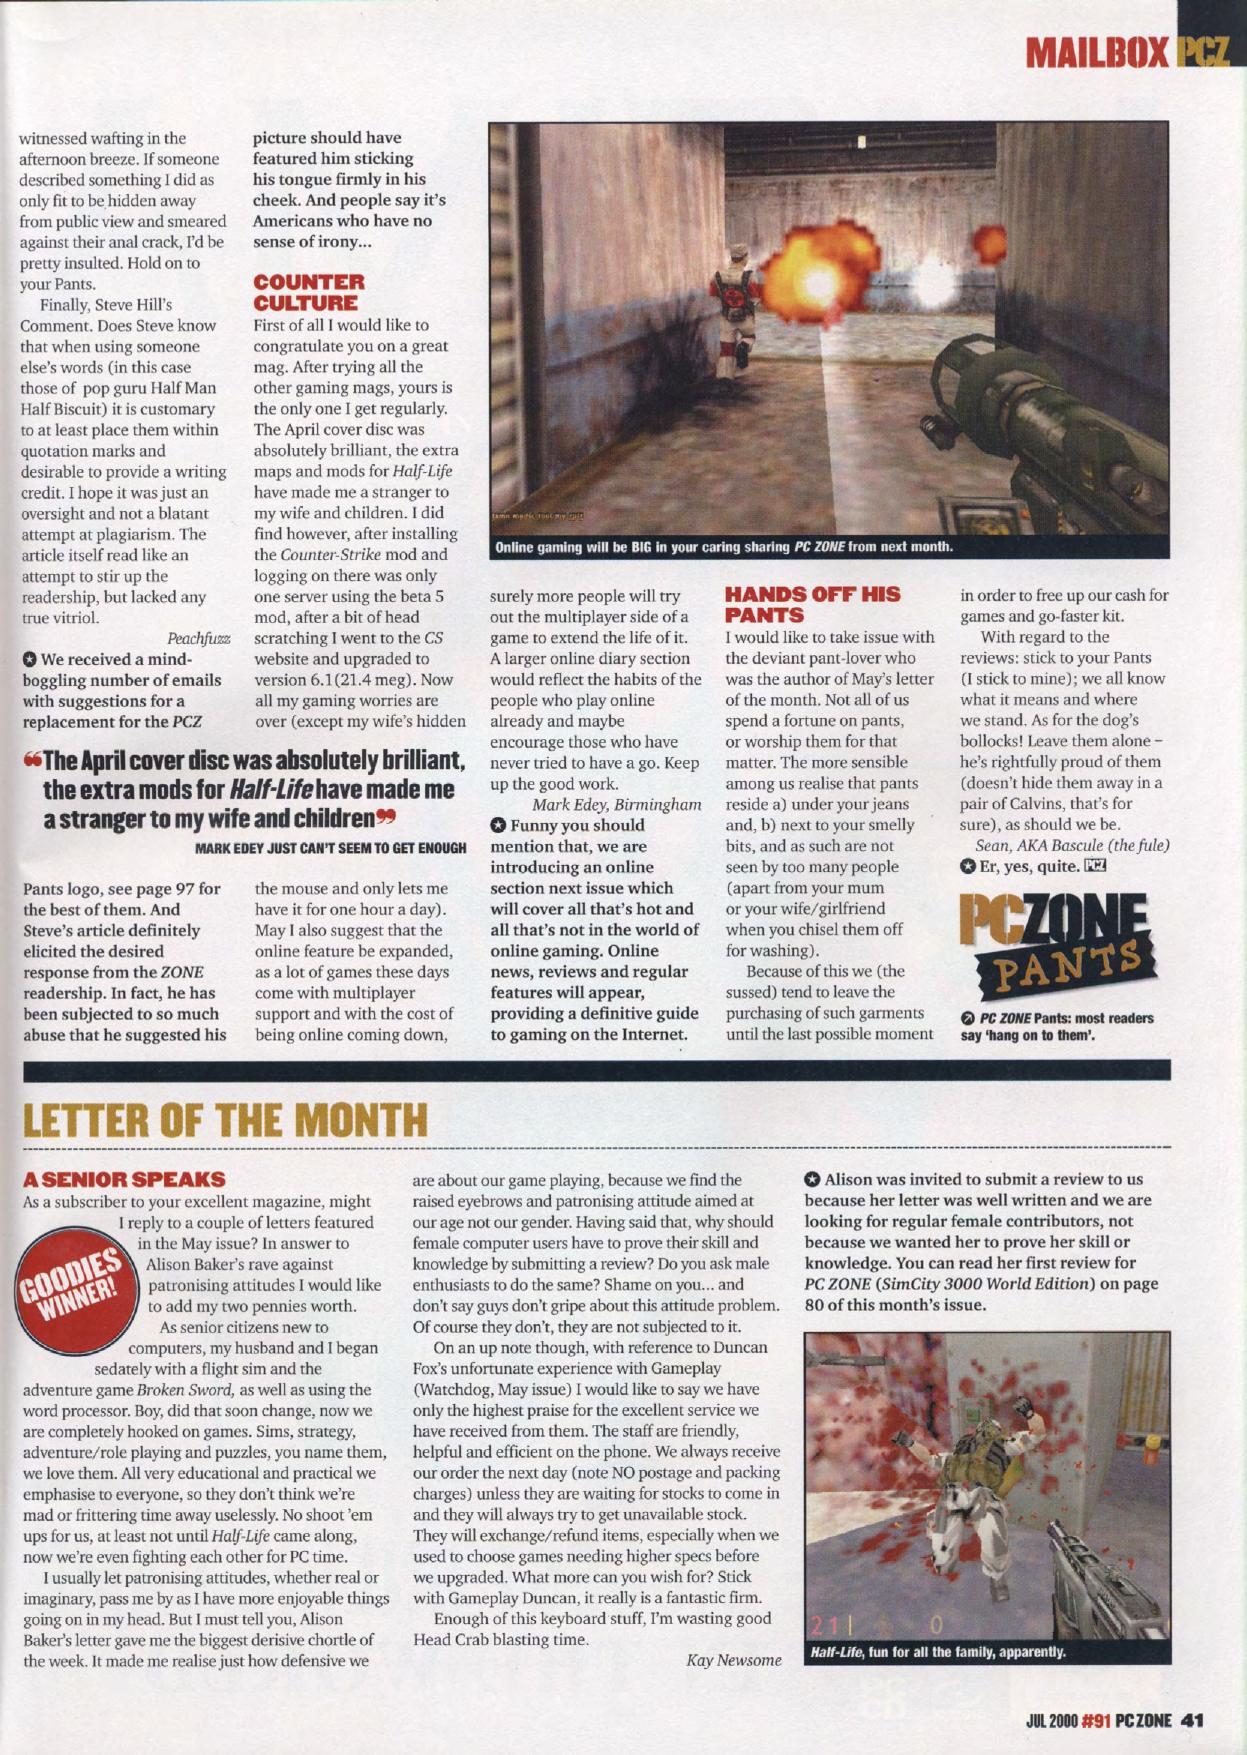 MAILBOX PCZ
witnessed wafting in the
afternoon breeze. If someone
described something I did as
only fit to be hidden away
from public view and smeared
against their anal crack, I'd be
pretty insulted. Hold on to
your Pants.
Finally, Steve Hill's
Comment. Does Steve know
that when using someone
else's words (in this case
those of pop guru Half Man
Half Biscuit) it is customary
to at least place them within
quotation marks and
desirable to provide a writing
credit. I hope it was just an
oversight and not a blatant
attempt at plagiarism. The
article itself read like an
attempt to stir up the
readership, but lacked any
true vitriol.
Peachfuzz
We received a mind-
boggling number of emails
with suggestions for a
replacement for the PCZ
Pants logo, see page 97 for
the best of them. And
Steve's article definitely
elicited the desired
response from the ZONE
readership. In fact, he has
been subjected to so much
abuse that he suggested his
picture should have
featured him sticking
his tongue firmly in his
cheek. And people say it's
Americans who have no
sense of irony...
COUNTER
CULTURE
First of all I would like to
congratulate you on a great
mag. After trying all the
other gaming mags, yours is
the only one I get regularly.
The April cover disc was
absolutely brilliant, the extra
maps and mods for Half-Life
have made me a stranger to
my wife and children. I did
find however, after installing
the Counter-Strike mod and
logging on there was only
one server using the beta 5
mod, after a bit of head
scratching I went to the CS
website and upgraded to
version 6.1(21.4 meg). Now
all my gaming worries are
over (except my wife's hidden
“The April cover disc was absolutely brilliant,
the extra mods for Half-Life have made me
a stranger to my wife and children”
MARK EDEY JUST CAN'T SEEM TO GET ENOUGH
the mouse and only lets me
have it for one hour a day).
May I also suggest that the
online feature be expanded,
as a lot of games these days
come with multiplayer
support and with the cost of
being online coming down,
Online gaming will be BIG in your caring sharing PC ZONE from next month.
surely more people will try
out the multiplayer side of a
game to extend the life of it.
A larger online diary section
would reflect the habits of the
people who play online
already and maybe
encourage those who have
never tried to have a go. Keep
up the good work.
Mark Edey, Birmingham
Funny you should
mention that, we are
introducing an online
section next issue which
will cover all that's hot and
all that's not in the world of
online gaming. Online
news, reviews and regular
features will appear,
providing a definitive guide
to gaming on the Internet.
HANDS OFF HIS
PANTS
I would like to take issue with
the deviant pant-lover who
was the author of May's letter
of the month. Not all of us
spend a fortune on pants,
or worship them for that
matter. The more sensible
among us realise that pants
reside a) under your jeans
and, b) next to your smelly
bits, and as such are not
seen by too many people
(apart from your mum
or your wife/girlfriend
when you chisel them off
for washing).
Because of this we (the
sussed) tend to leave the
purchasing of such garments
until the last possible moment
in order to free up our cash for
games and go-faster kit.
With regard to the
reviews: stick to your Pants
(I stick to mine); we all know
what it means and where
we stand. As for the dog's
bollocks! Leave them alone –
he's rightfully proud of them
(doesn't hide them away in a
pair of Calvins, that's for
sure), as should we be.
Sean, AKA Bascule (the fule)
Er, yes, quite. PCZ
PCZONE
PANTS
PC ZONE Pants: most readers
say 'hang on to them'.
LETTER OF THE MONTH
A SENIOR SPEAKS
As a subscriber to your excellent magazine, might
I reply to a couple of letters featured
in the May issue? In answer to
Alison Baker's rave against
patronising attitudes I would like
to add my two pennies worth.
GOODIES
WINNER!
As senior citizens new to
computers, my husband and I began
sedately with a flight sim and the
adventure game Broken Sword, as well as using the
word processor. Boy, did that soon change, now we
are completely hooked on games. Sims, strategy,
adventure/role playing and puzzles, you name them,
we love them. All very educational and practical we
emphasise to everyone, so they don't think we're
mad or frittering time away uselessly. No shoot 'em
ups for us, at least not until Half-Life came along,
now we're even fighting each other for PC time.
I usually let patronising attitudes, whether real or
imaginary, pass me by as I have more enjoyable things
going on in my head. But I must tell you, Alison
Baker's letter gave me the biggest derisive chortle of
the week. It made me realise just how defensive we
are about our game playing, because we find the
raised eyebrows and patronising attitude aimed at
our age not our gender. Having said that, why should
female computer users have to prove their skill and
knowledge by submitting a review? Do you ask male
enthusiasts to do the same? Shame on you... and
don't say guys don't gripe about this attitude problem.
Of course they don't, they are not subjected to it.
On an up note though, with reference to Duncan
Fox's unfortunate experience with Gameplay
(Watchdog, May issue) I would like to say we have
only the highest praise for the excellent service we
have received from them. The staff are friendly,
helpful and efficient on the phone. We always receive
our order the next day (note NO postage and packing
charges) unless they are waiting for stocks to come in
and they will always try to get unavailable stock.
They will exchange/refund items, especially when we
used to choose games needing higher specs before
we upgraded. What more can you wish for? Stick
with Gameplay Duncan, it really is a fantastic firm.
Enough of this keyboard stuff, I'm wasting good
Head Crab blasting time.
Kay Newsome
Alison was invited to submit a review to us
because her letter was well written and we are
looking for regular female contributors, not
because we wanted her to prove her skill or
knowledge. You can read her first review for
PC ZONE (SimCity 3000 World Edition) on page
80 of this month's issue.
21| 0
Half-Life, fun for all the family, apparently.
JUL 2000 #91 PC ZONE 41